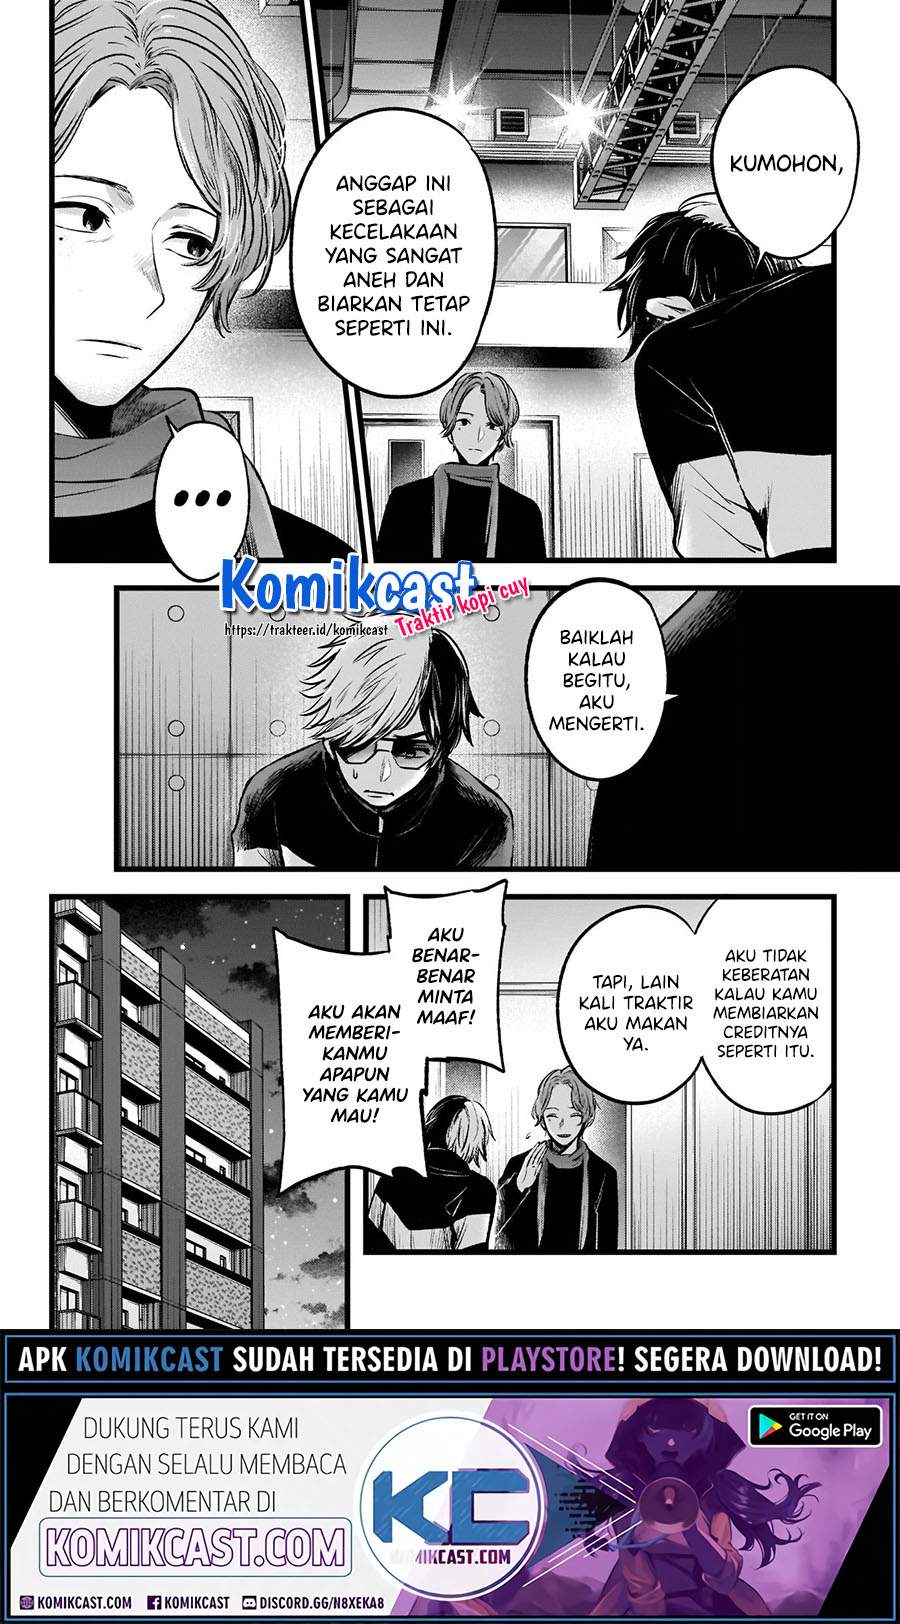 KUMOHON,
ANGGAP INI
SEBAGAI
KECELAKAAN
YANG SANGAT
ANEH DAN
BIARKAN TETAP
SEPERTI INI.
...
Komikcast
Traktir kopi cuy
https://trakteer.id/komikcast
BAIKLAH
KALAU
BEGITU,
AKU
MENGERTI.
AKU TIDAK
KEBERATAN
KALAU KAMU
MEMBIARKAN
CREDITNYA
SEPERTI ITU.
TAPI, LAIN
KALI TRAKTIR
AKU MAKAN
YA.
AKU
BENAR-
BENAR
MINTA
MAAF!
AKU AKAN
MEMBERI-
KANMU
APAPUN
YANG KAMU
MAU!
APK KOMIKCAST SUDAH TERSEDIA DI PLAYSTORE! SEGERA DOWNLOAD!
DUKUNG TERUS KAMI
DENGAN SELALU MEMBACA
DAN BERKOMENTAR DI
KOMIKCAST.COM
KOMIKCAST.COM
KOMIKCAST
DISCORD.GG/N8XEKA8
KC
KOMIKCAST.COM
GET IT ON
Google Play